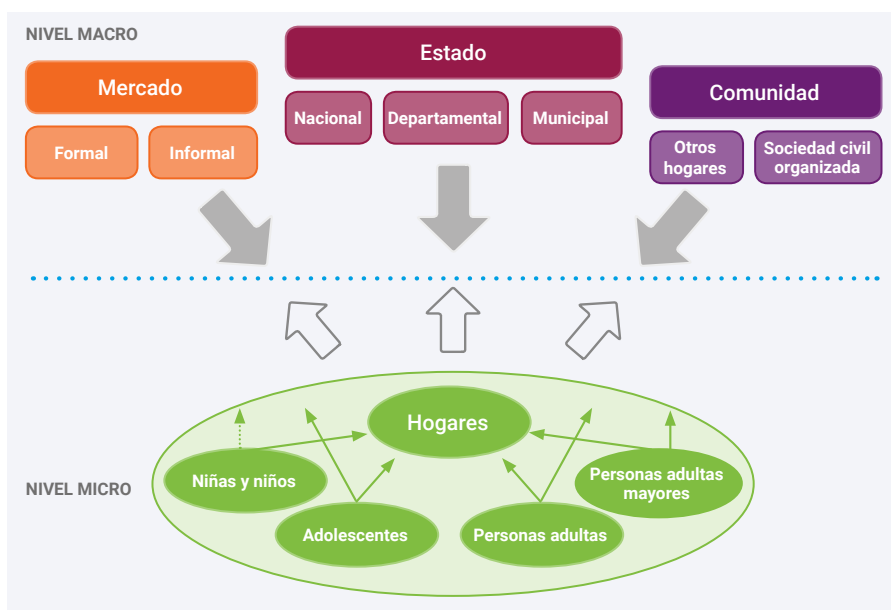 NIVEL MACRO
Estado
Mercado
Comunidad
Nacional
Departamental
Municipal
Formal
Informal
Otros
hogares
Sociedad civil
organizada
Hogares
Niñas y niños
Personas adultas
mayores
NIVEL MICRO
Adolescentes
Personas adultas